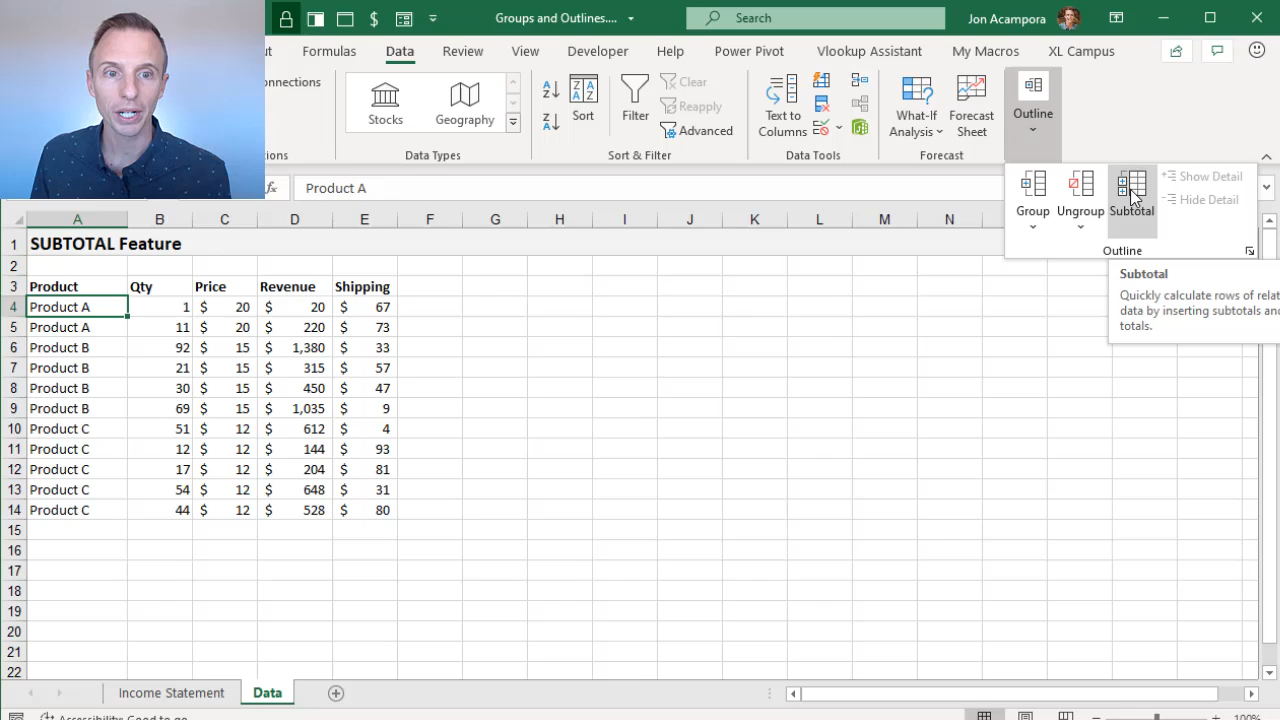 $
Groups and Outlines....
Search
Jon Acampora
Formulas Data Review View Developer Help Power Pivot Vlookup Assistant My Macros XL Campus
onnections
Stocks
Geography
Data Types
Sort
Filter
Clear
Reapply
Advanced
Sort & Filter
Text to
Columns
Data Tools
What-If
Analysis
Forecast
Sheet
Forecast
Outline
fx Product A
Group
Ungroup
Subtotal
Show Detail
Hide Detail
Outline
Subtotal
Quickly calculate rows of relat
data by inserting subtotals and
totals.
A B C D E F G H I J K L M N
1 SUBTOTAL Feature
2
3 Product Qty Price Revenue Shipping
4 Product A 1 $ 20 $ 20 $ 67
5 Product A 11 $ 20 $ 220 $ 73
6 Product B 92 $ 15 $ 1,380 $ 33
7 Product B 21 $ 15 $ 315 $ 57
8 Product B 30 $ 15 $ 450 $ 47
9 Product B 69 $ 15 $ 1,035 $ 9
10 Product C 51 $ 12 $ 612 $ 4
11 Product C 12 $ 12 $ 144 $ 93
12 Product C 17 $ 12 $ 204 $ 81
13 Product C 54 $ 12 $ 648 $ 31
14 Product C 44 $ 12 $ 528 $ 80
15
16
17
18
19
20
21
22
Income Statement Data
Accessibility: Good to go
100%